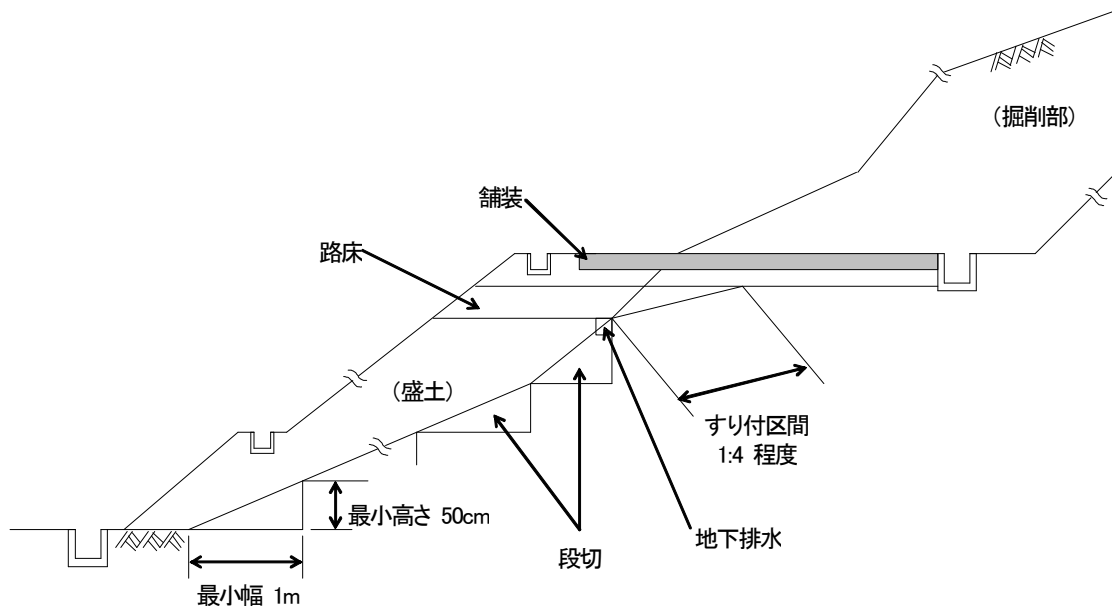 (掘削部)
舗装
路床
(盛土)
すり付区間
1:4 程度
最小高さ 50cm
地下排水
段切
最小幅 1m